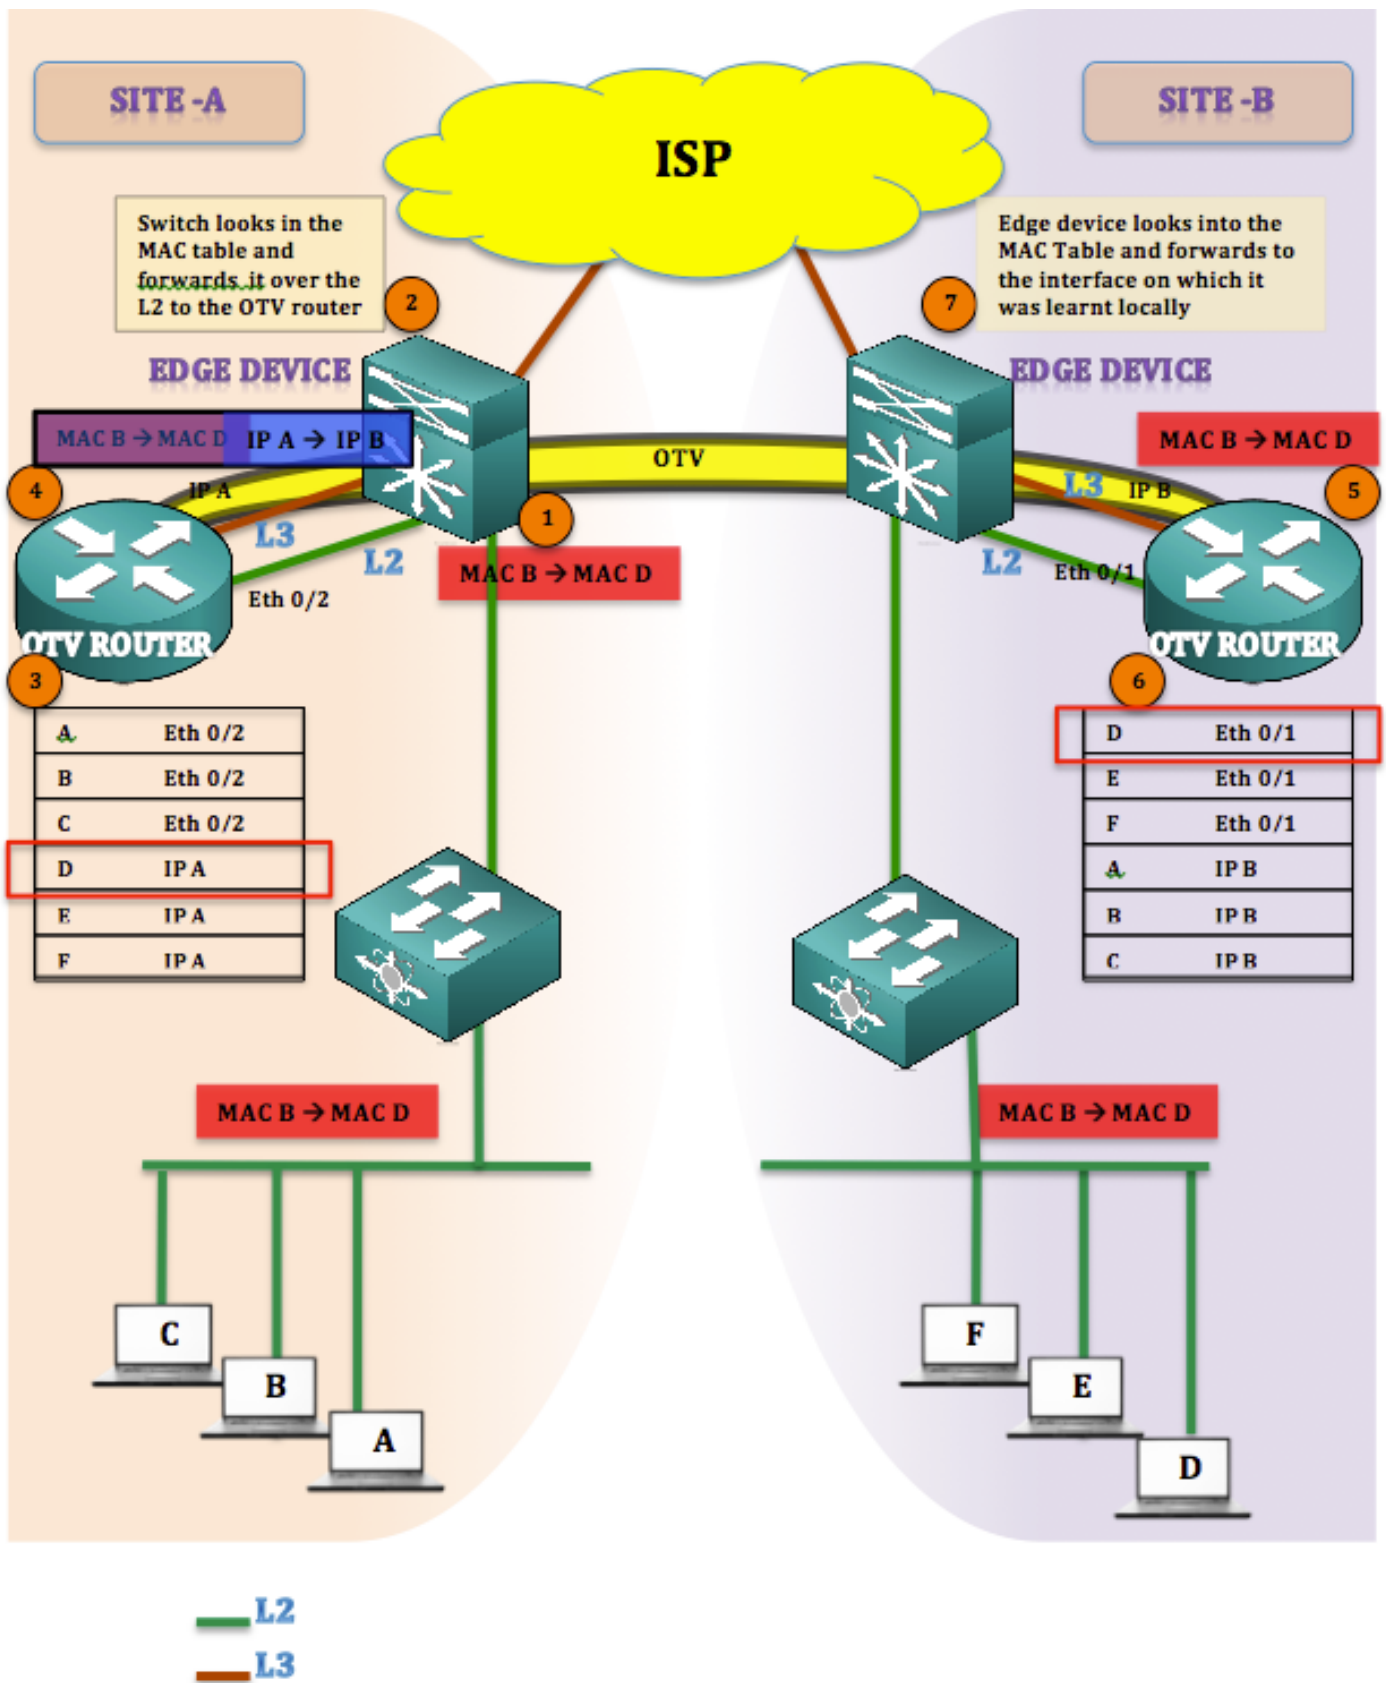 SITE -A
SITE -B
ISP
Switch looks in the
MAC table and
forwards it over the
L2 to the OTV router
2
7
Edge device looks into the
MAC Table and forwards to
the interface on which it
was learnt locally
EDGE DEVICE
EDGE DEVICE
MAC B → MAC D
IP A → IP B
OTV
MAC B → MAC D
4
IP A
L3
L2
Eth 0/2
1
MAC B → MAC D
L3
IP B
5
L2
Eth 0/1
OTV ROUTER
OTV ROUTER
3
A Eth 0/2
B Eth 0/2
C Eth 0/2
D IP A
E IP A
F IP A
6
D Eth 0/1
E Eth 0/1
F Eth 0/1
A IP B
B IP B
C IP B
MAC B → MAC D
MAC B → MAC D
C
B
A
F
E
D
L2
L3